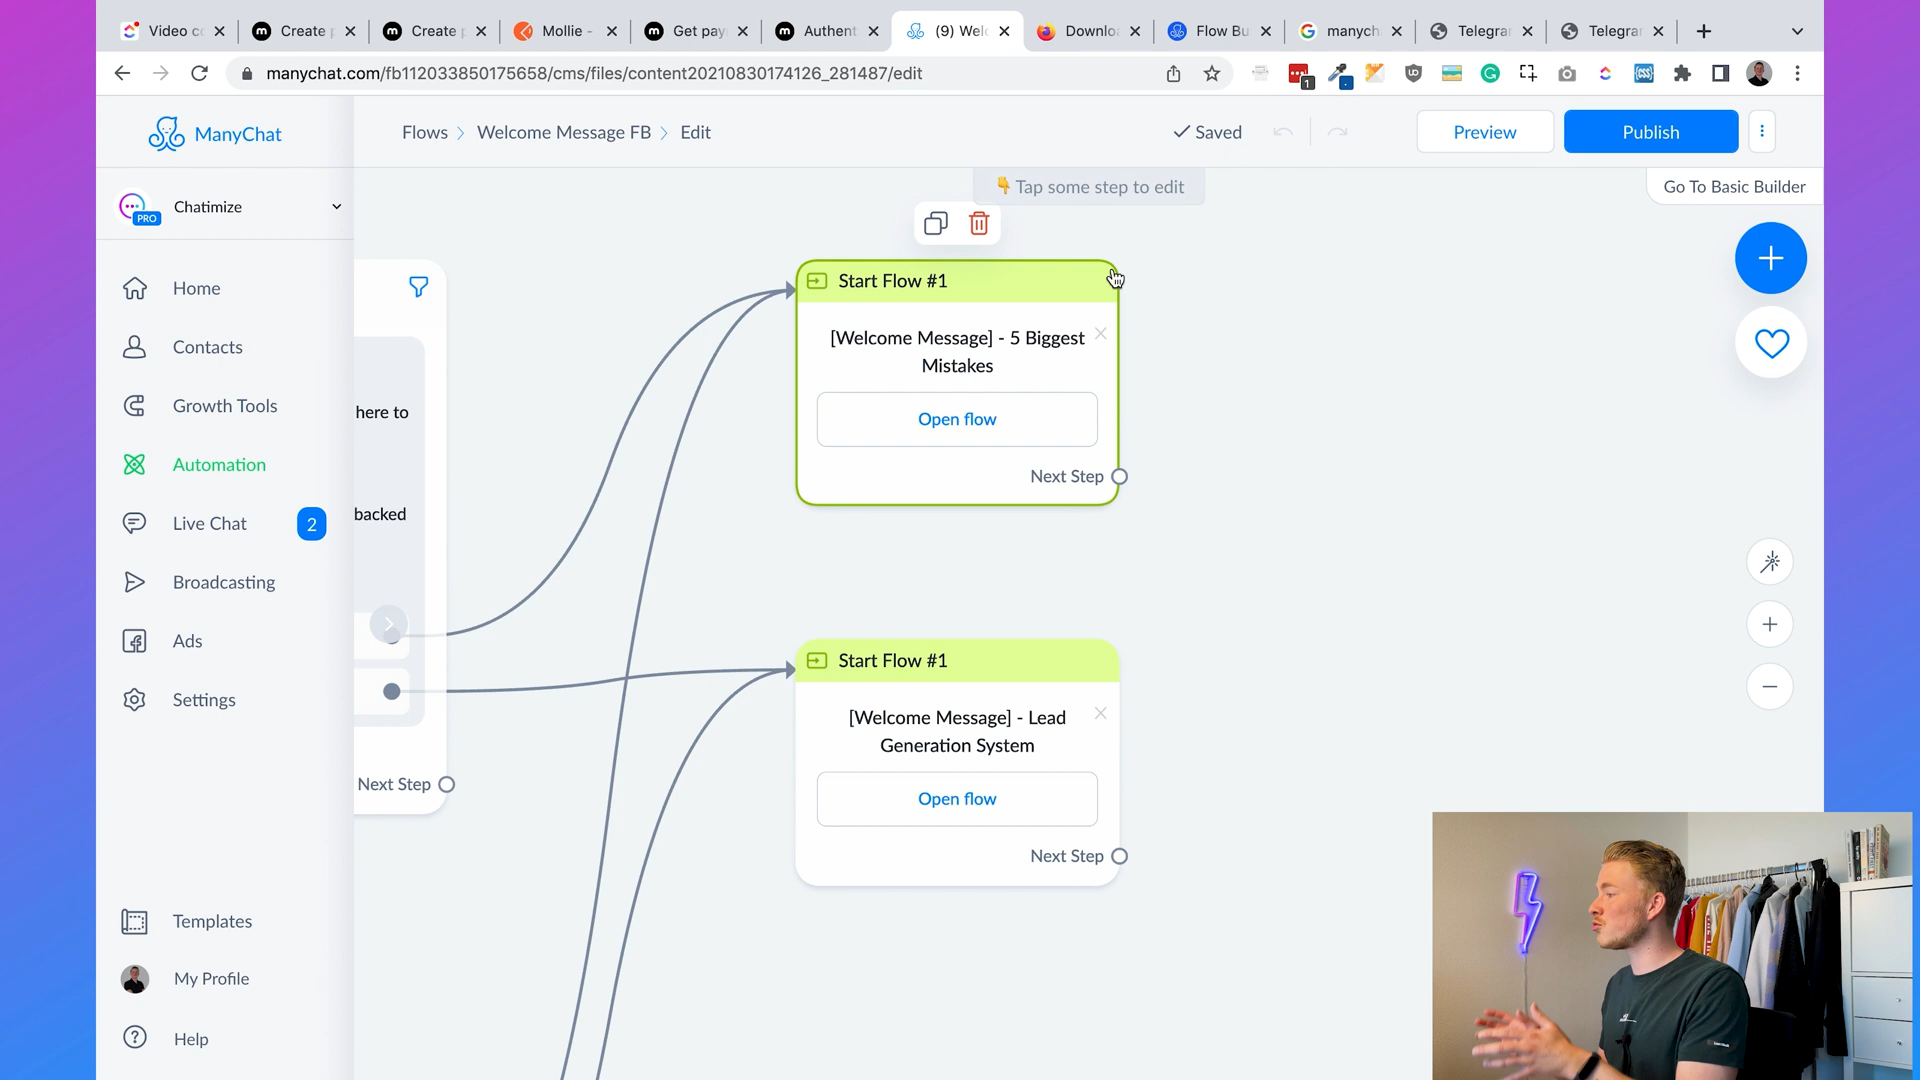 Video c
Create p
Create p
Mollie -
Get pay
Authent
(9) Wel
Downlo
Flow Bu
manych
Telegra
Telegra
manychat.com/fb112033850175658/cms/files/content20210830174126_281487/edit
1
ManyChat
Flows > Welcome Message FB > Edit
Saved
Preview
Publish
👇 Tap some step to edit
Go To Basic Builder
PRO
Chatimize
Home
Contacts
Growth Tools
Automation
Live Chat
2
Broadcasting
Ads
Settings
Templates
My Profile
Help
here to
backed
Next Step
Start Flow #1
[Welcome Message] - 5 Biggest
Mistakes
Open flow
Next Step
Start Flow #1
[Welcome Message] - Lead
Generation System
Open flow
Next Step